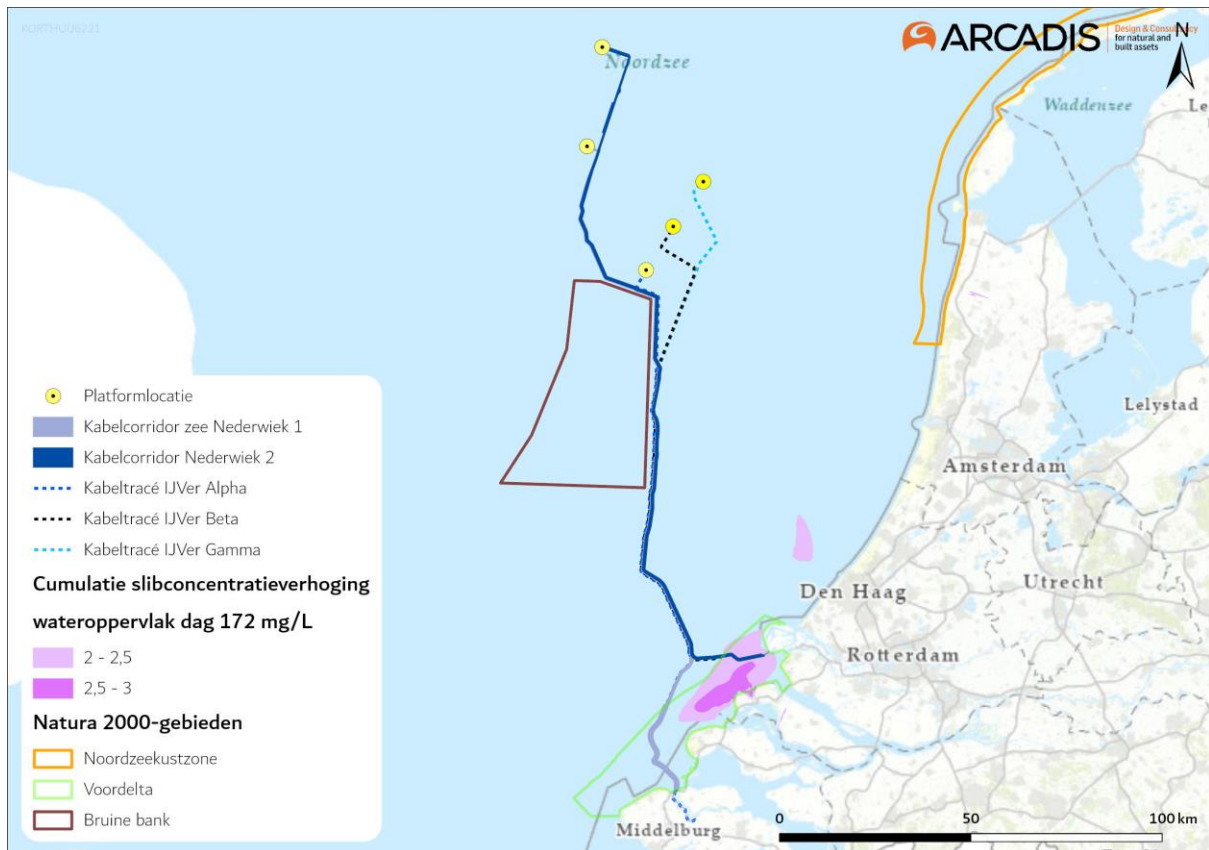 KORTHUU6221
ARCADIS
Design & Consultancy
for natural and
built assets
N
Noordzee
Waddenzee
Le
Lelystad
Amsterdam
Utrecht
Den Haag
Rotterdam
Middelburg
Platformlocatie
Kabelcorridor zee Nederwiek 1
Kabelcorridor Nederwiek 2
Kabeltracé IJVer Alpha
Kabeltracé IJVer Beta
Kabeltracé IJVer Gamma
Cumulatie slibconcentratieverhoging
wateroppervlak dag 172 mg/L
2 - 2,5
2,5 - 3
Natura 2000-gebieden
Noordzeekustzone
Voordelta
Bruine bank
0 50 100 km